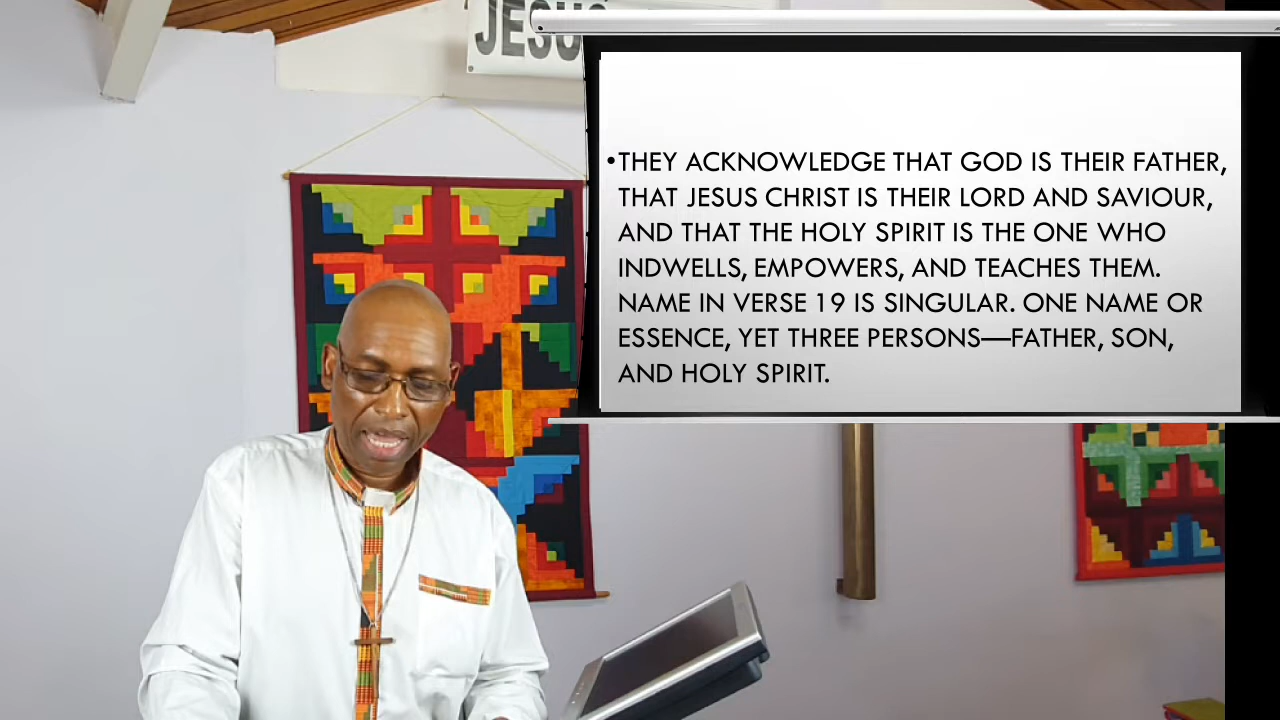 JESUS
•THEY ACKNOWLEDGE THAT GOD IS THEIR FATHER,
THAT JESUS CHRIST IS THEIR LORD AND SAVIOUR,
AND THAT THE HOLY SPIRIT IS THE ONE WHO
INDWELLS, EMPOWERS, AND TEACHES THEM.
NAME IN VERSE 19 IS SINGULAR. ONE NAME OR
ESSENCE, YET THREE PERSONS—FATHER, SON,
AND HOLY SPIRIT.